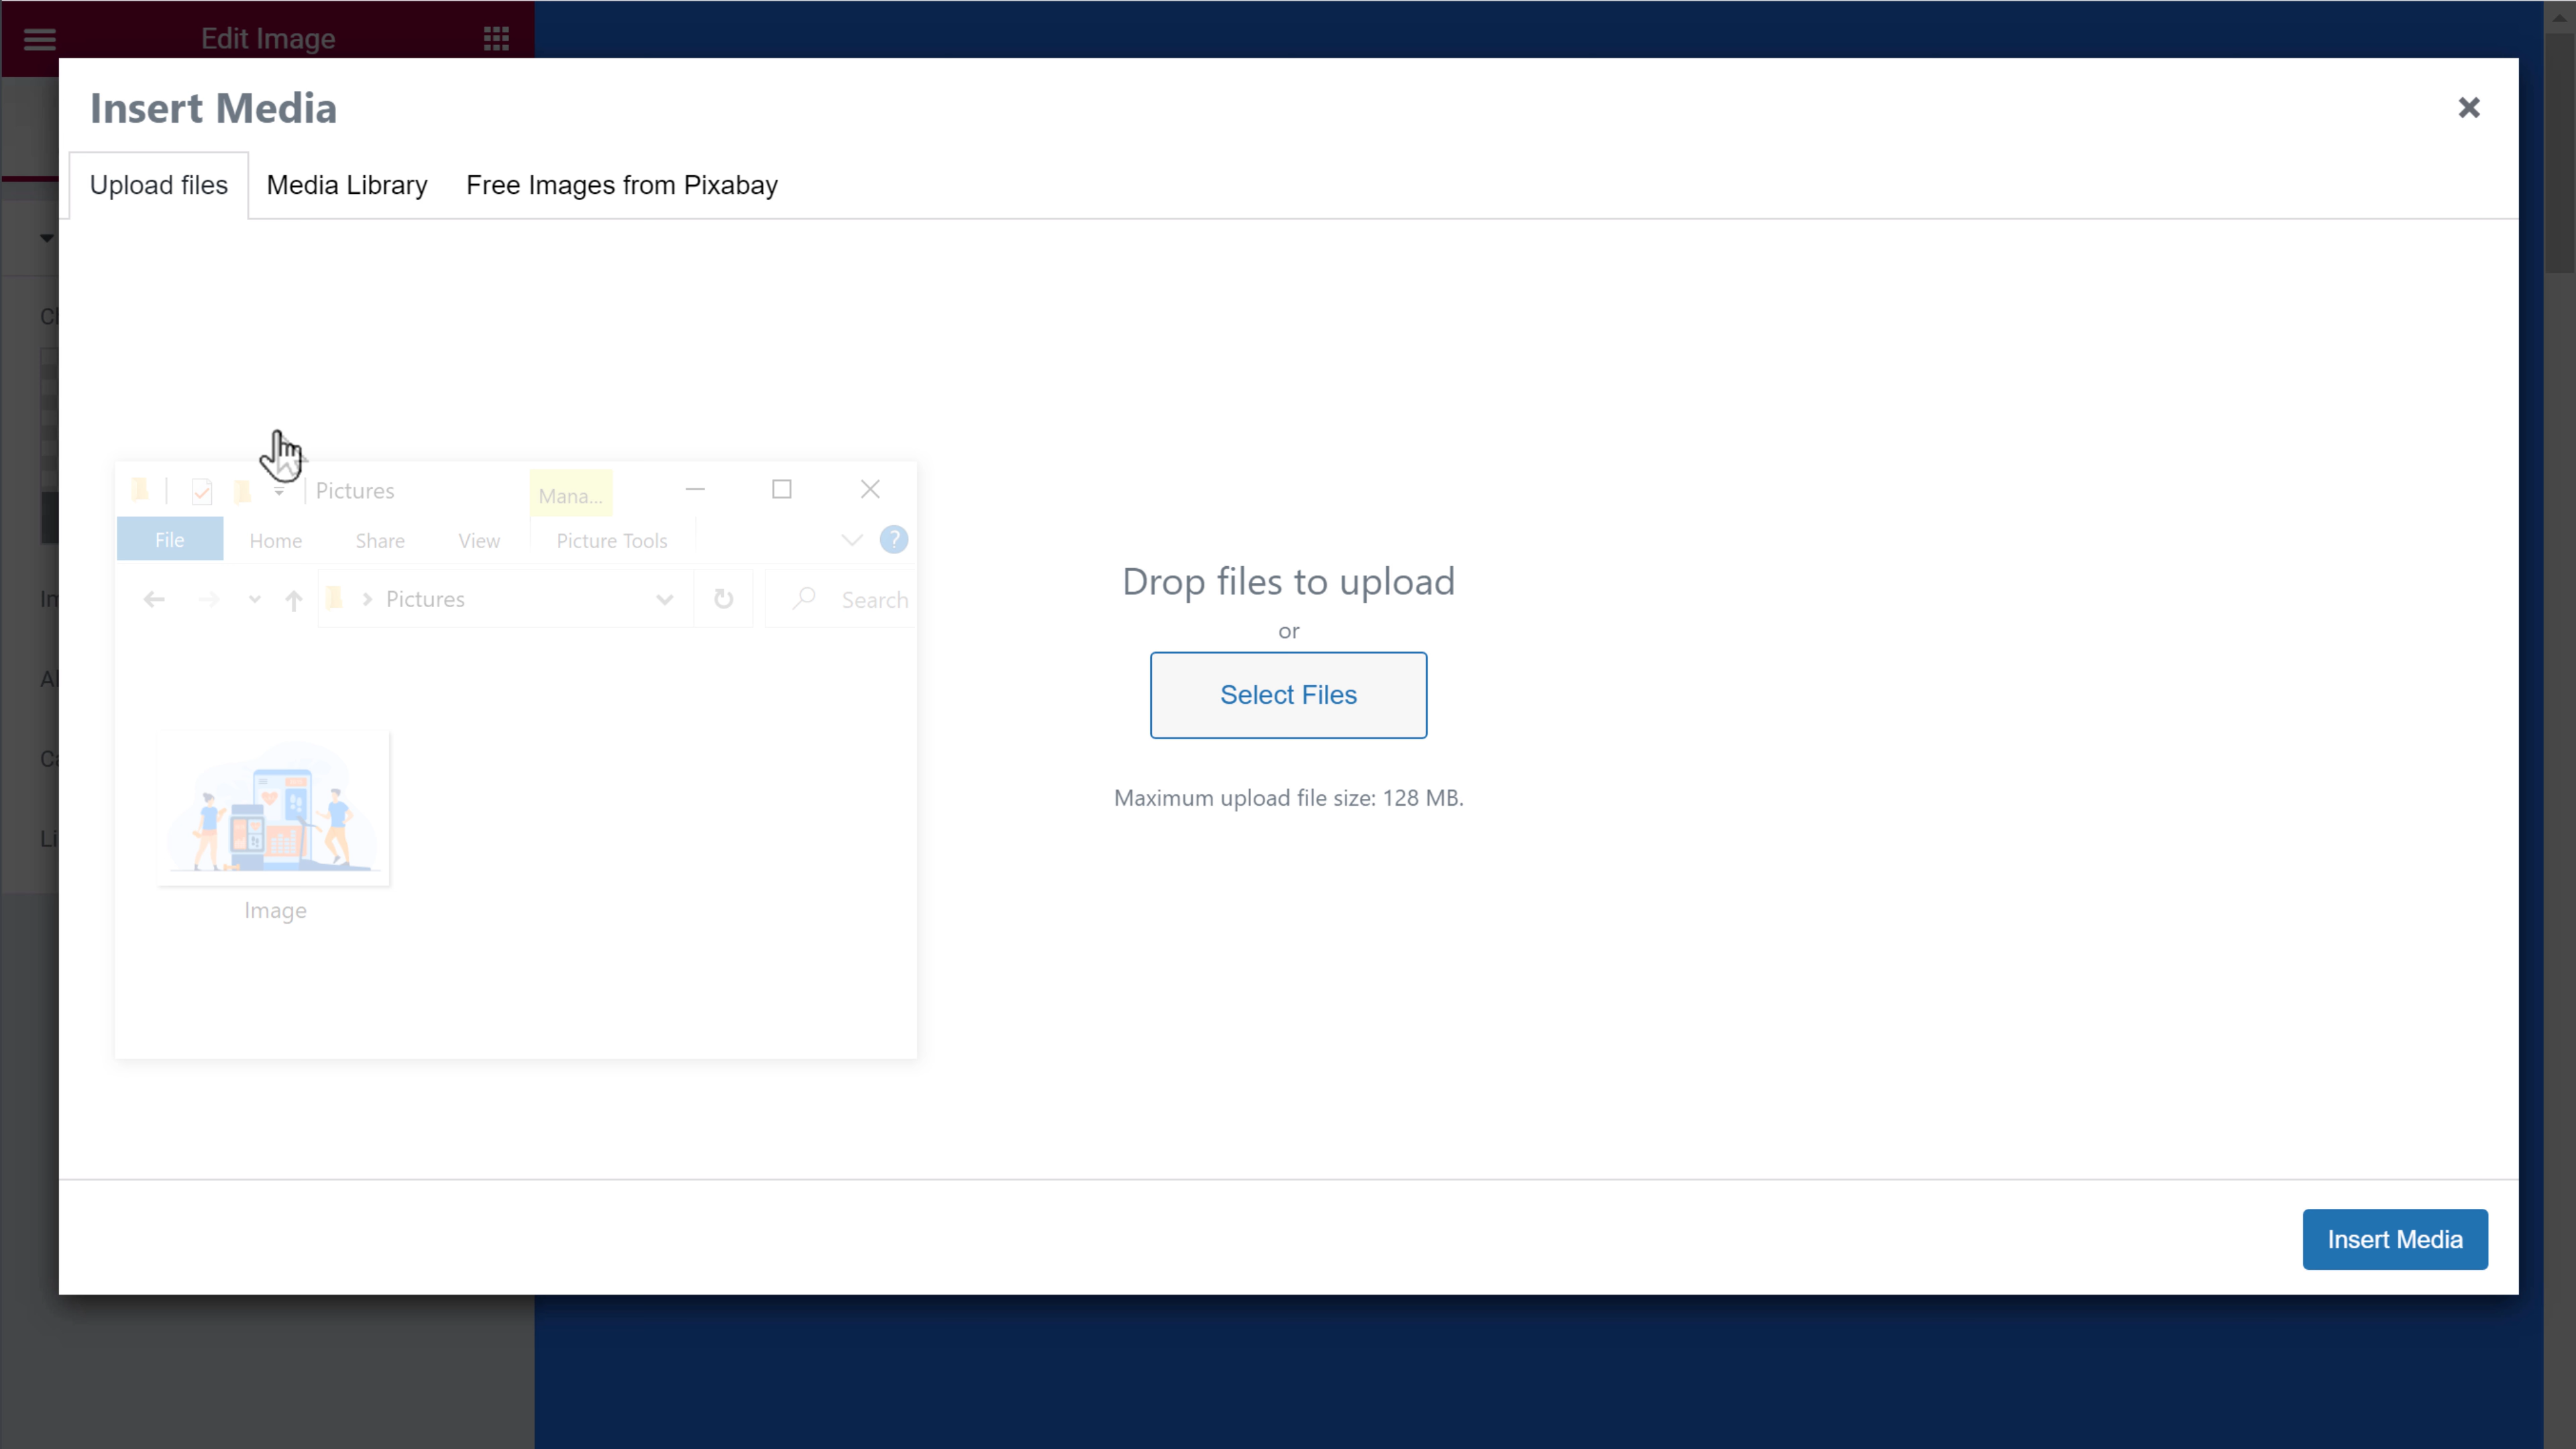 Edit Image
Insert Media
Upload files
Media Library
Free Images from Pixabay
Pictures
Mana...
File
Home
Share
View
Picture Tools
?
Pictures
Search
Image
Drop files to upload
or
Select Files
Maximum upload file size: 128 MB.
Insert Media